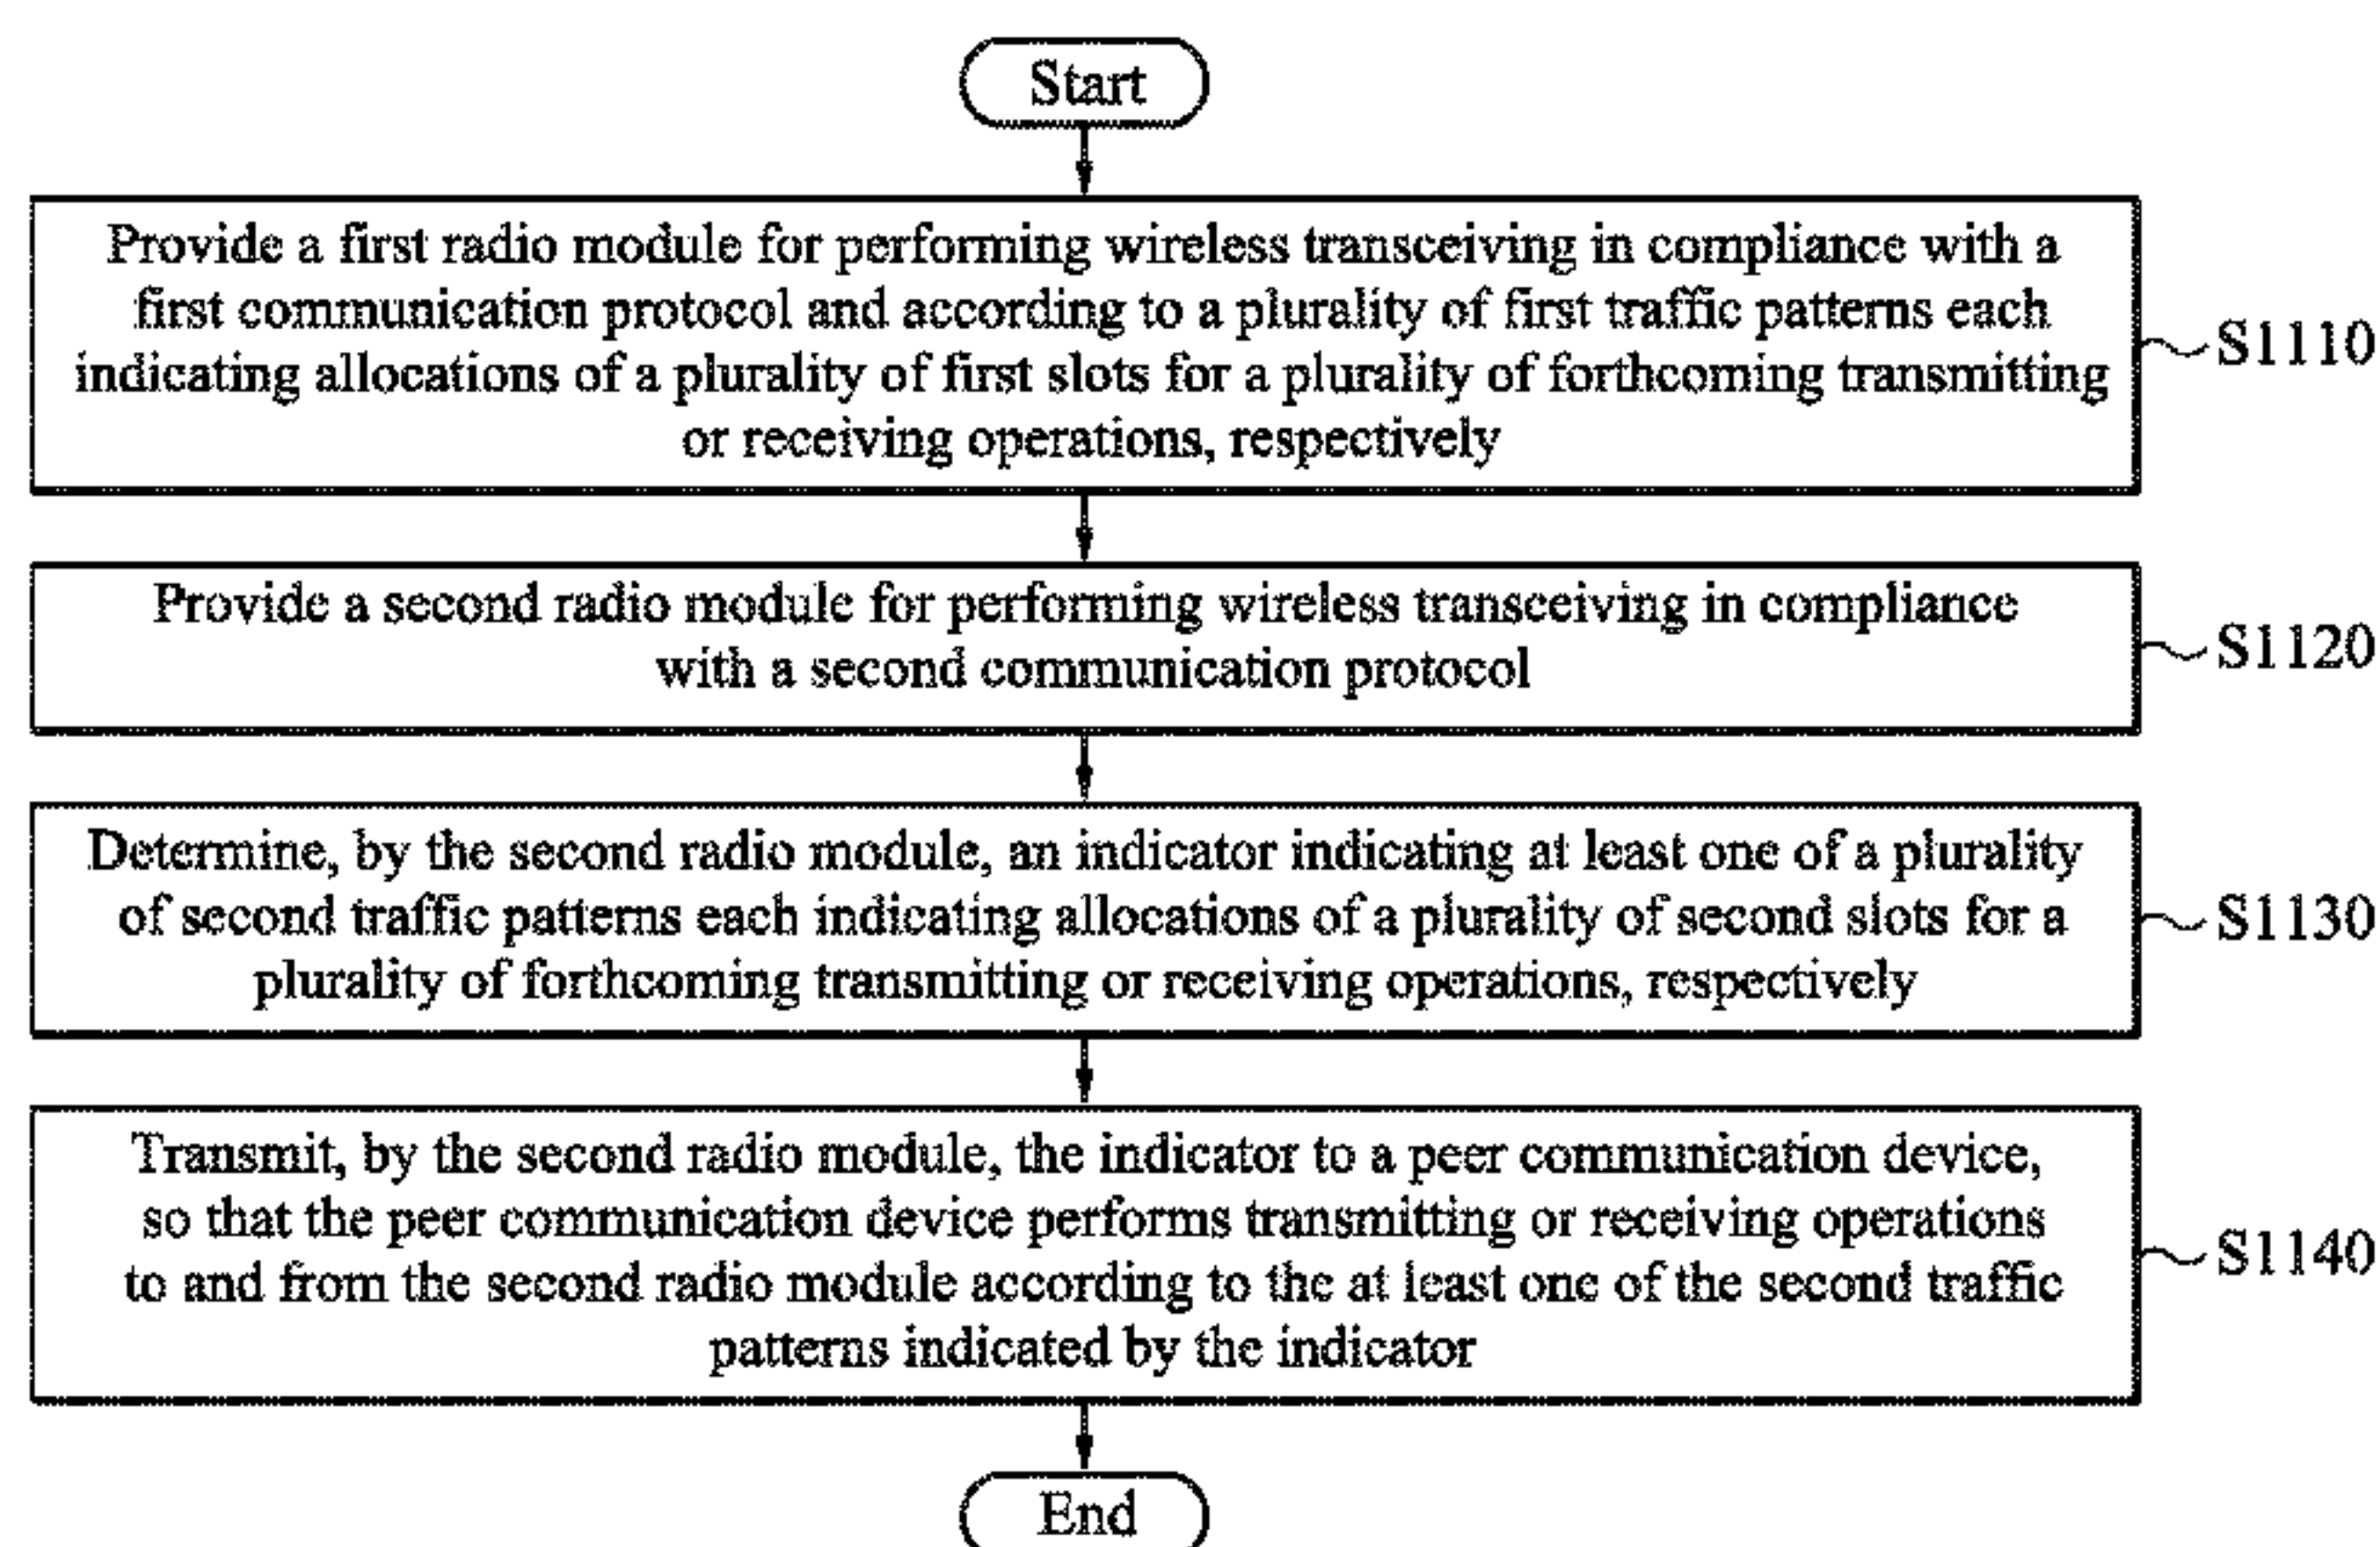 Start
Provide a first radio module for performing wireless transceiving in compliance with a
first communication protocol and according to a plurality of first traffic patterns each
indicating allocations of a plurality of first slots for a plurality of forthcoming transmitting
or receiving operations, respectively
S1110
Provide a second radio module for performing wireless transceiving in compliance
with a second communication protocol
S1120
Determine, by the second radio module, an indicator indicating at least one of a plurality
of second traffic patterns each indicating allocations of a plurality of second slots for a
plurality of forthcoming transmitting or receiving operations, respectively
S1130
Transmit, by the second radio module, the indicator to a peer communication device,
so that the peer communication device performs transmitting or receiving operations
to and from the second radio module according to the at least one of the second traffic
patterns indicated by the indicator
S1140
End